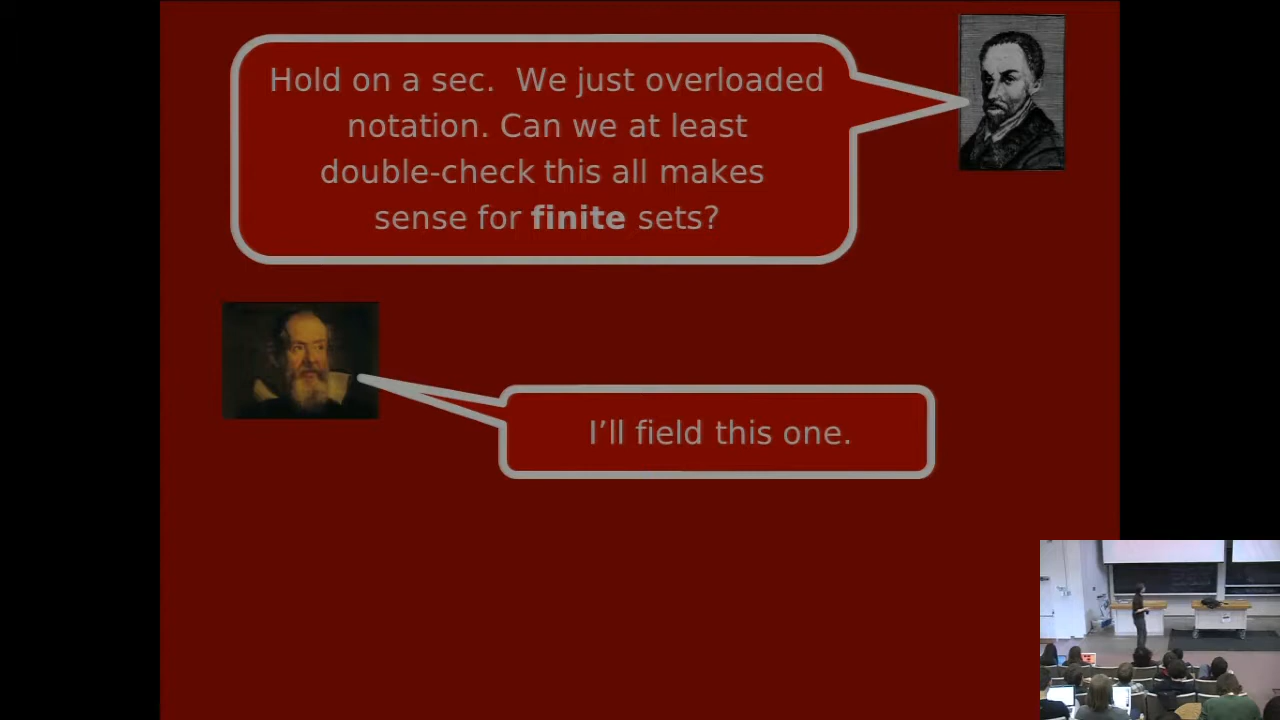 Hold on a sec.  We just overloaded
notation. Can we at least
double-check this all makes
sense for finite sets?
I’ll field this one.